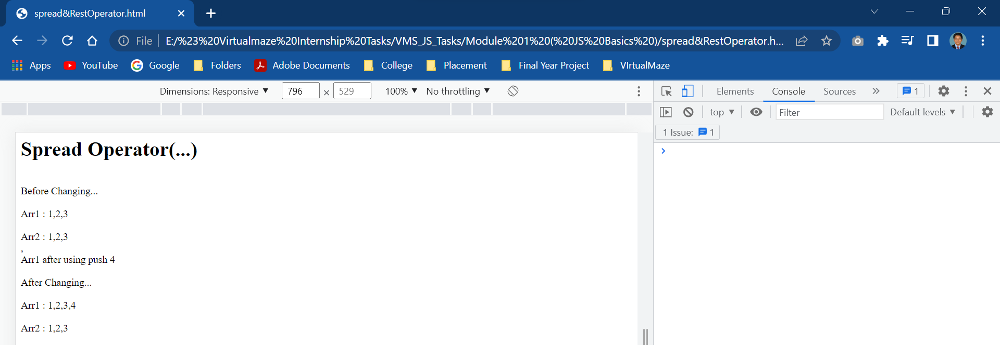 spread&RestOperator.html
File E:/%23%20Virtualmaze%20Internship%20Tasks/VMS_JS_Tasks/Module%201%20(%20JS%20Basics%20)/spread&RestOperator.h...
Apps YouTube Google Folders Adobe Documents College Placement Final Year Project VIrtualMaze
Dimensions: Responsive ▼ 796 × 529 100% ▼ No throttling ▼
Elements Console Sources » 1
top ▼ Filter Default levels ▼
1 Issue: 1
Spread Operator(...)
Before Changing...
Arr1 : 1,2,3
Arr2 : 1,2,3
,
Arr1 after using push 4
After Changing...
Arr1 : 1,2,3,4
Arr2 : 1,2,3